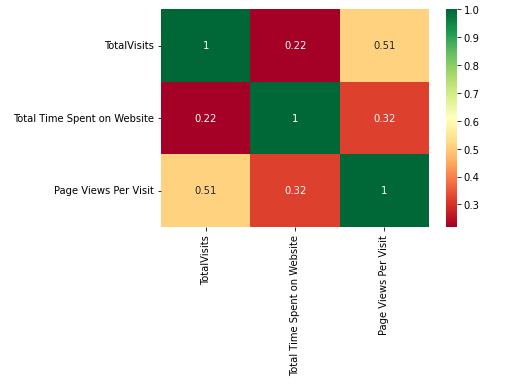 TotalVisits 1 0.22 0.51
Total Time Spent on Website 0.22 1 0.32
Page Views Per Visit 0.51 0.32 1
TotalVisits
Total Time Spent on Website
Page Views Per Visit
1.0
0.9
0.8
0.7
0.6
0.5
0.4
0.3